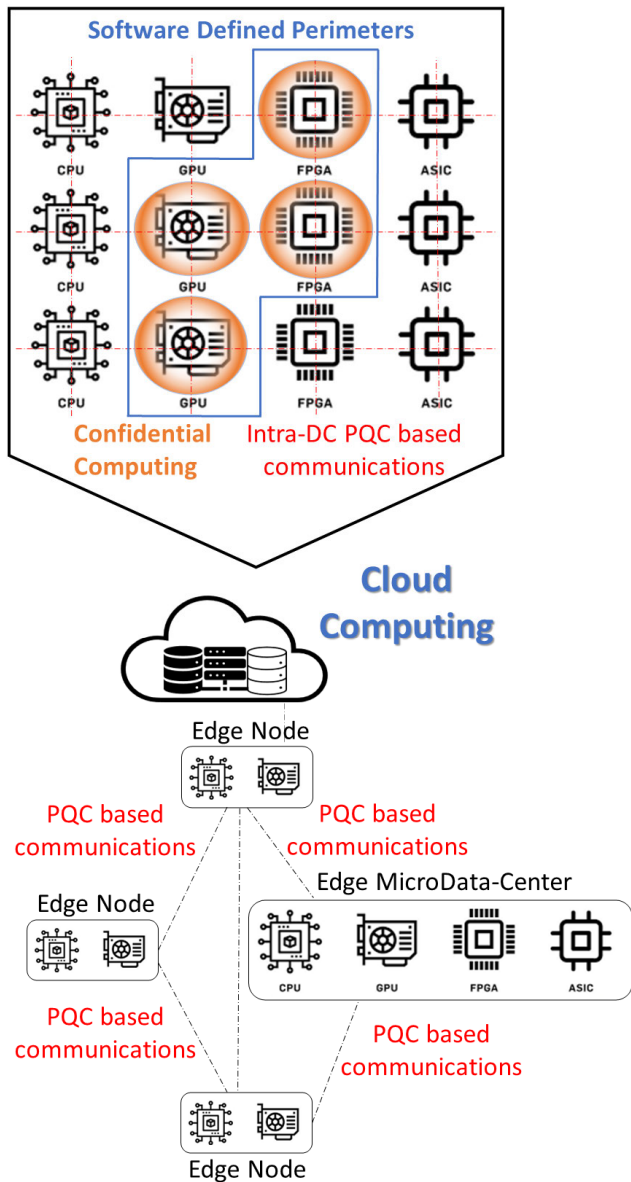 Software Defined Perimeters
CPU GPU FPGA ASIC
CPU GPU FPGA ASIC
CPU GPU FPGA ASIC
Confidential
Computing
Intra-DC PQC based
communications
Cloud
Computing
Edge Node
PQC based
communications
PQC based
communications
Edge Node
Edge MicroData-Center
CPU GPU FPGA ASIC
PQC based
communications
PQC based
communications
Edge Node